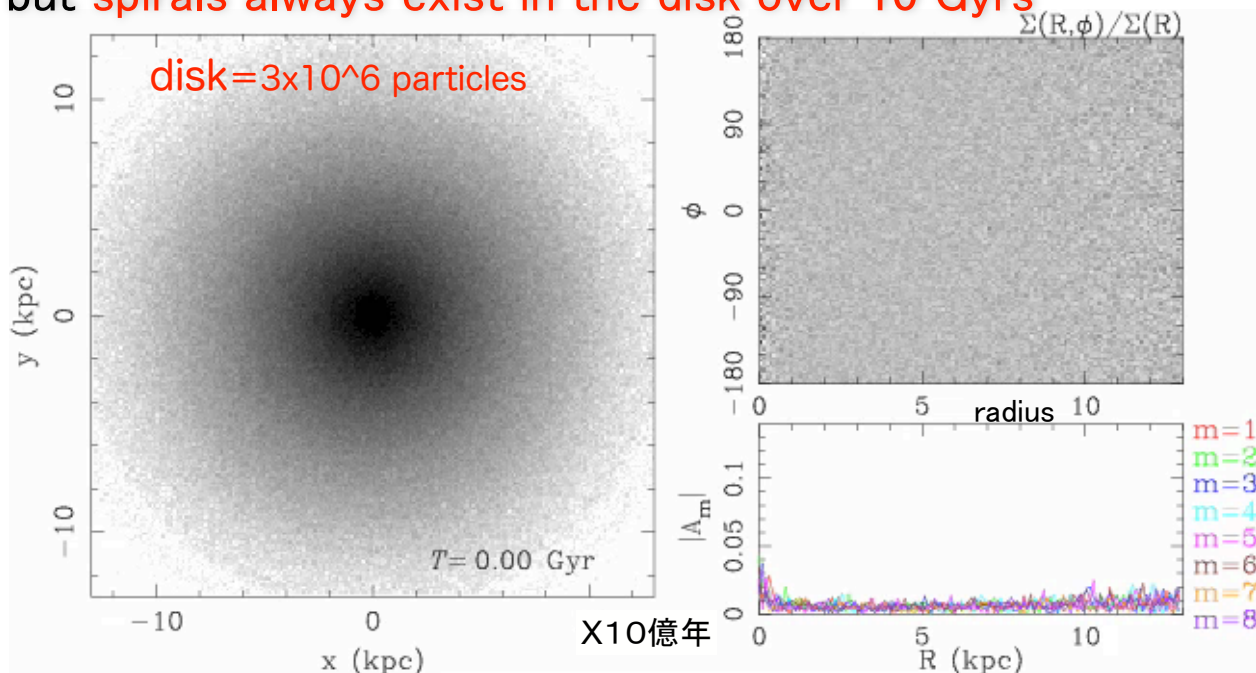 but spirals always exist in the disk over 10 Gyrs
disk=3x10^6 particles
10
0
-10
y (kpc)
T= 0.00 Gyr
-10
0
x (kpc)
X10億年
Σ(R,ϕ)/Σ(R)
180
90
0
-90
-180
ϕ
0
5
10
radius
|Aₘ|
0.1
0.05
0
0
5
10
R (kpc)
m=1
m=2
m=3
m=4
m=5
m=6
m=7
m=8